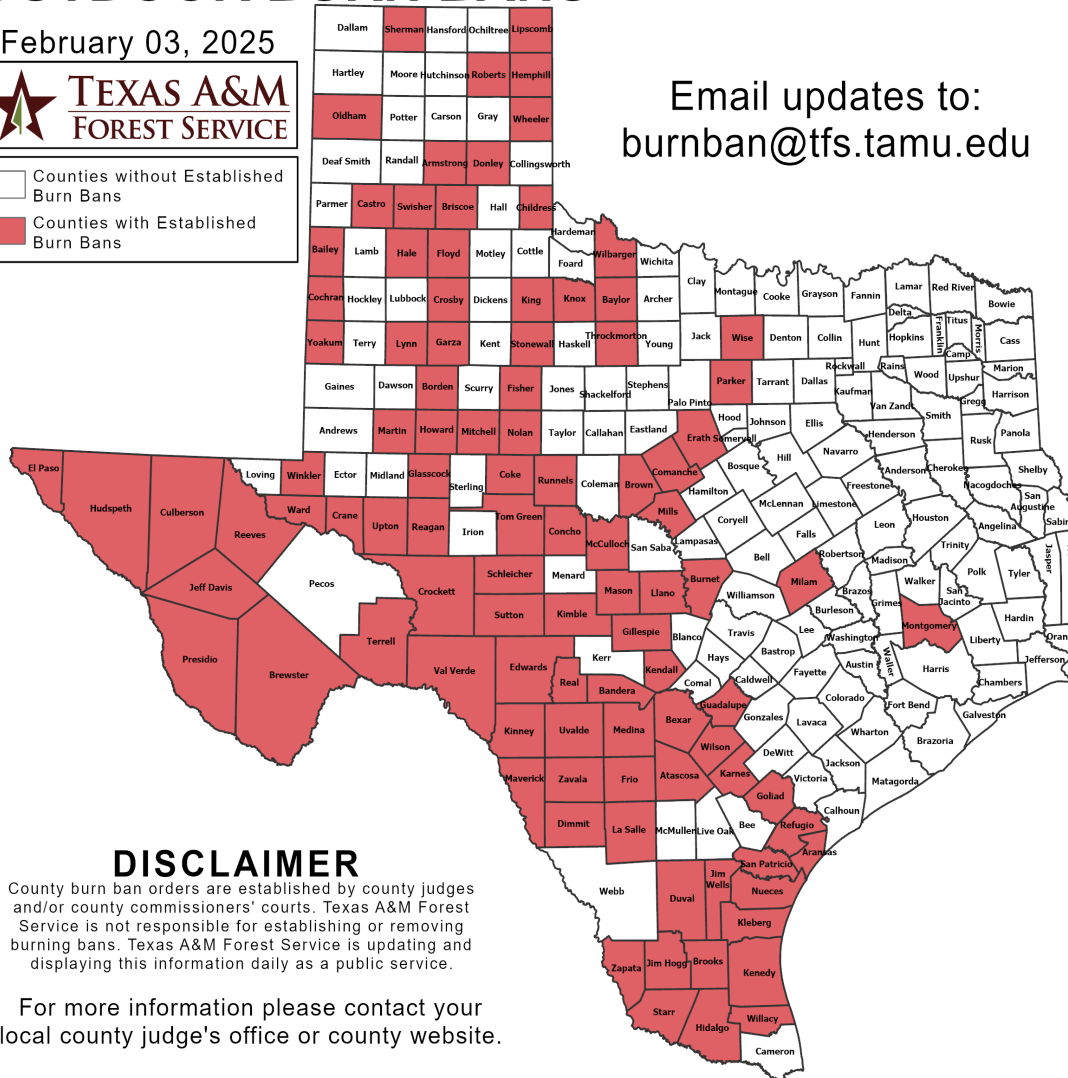 February 03, 2025
TEXAS A&M
FOREST SERVICE
Counties without Established
Burn Bans
Counties with Established
Burn Bans
Email updates to:
burnban@tfs.tamu.edu
Dallam Sherman Hansford Ochiltree Lipscomb
Hartley Moore Hutchinson Roberts Hemphill
Oldham Potter Carson Gray Wheeler
Deaf Smith Randall Armstrong Donley Collingsworth
Parmer Castro Swisher Briscoe Hall Childress
Hardeman
Bailey Lamb Hale Floyd Motley Cottle Foard Wilbarger Wichita
Cochran Hockley Lubbock Crosby Dickens King Knox Baylor Archer Clay Montague Cooke Grayson Fannin Lamar Red River Bowie
Delta Titus Franklin Morris
Yoakum Terry Lynn Garza Kent Stonewall Haskell Throckmorton Young Jack Wise Denton Collin Hunt Hopkins Camp Cass
Rockwall Rains Wood Upshur Marion
Gaines Dawson Borden Scurry Fisher Jones Shackelford Stephens Palo Pinto Parker Tarrant Dallas Kaufman Van Zandt Smith Gregg Harrison
Andrews Martin Howard Mitchell Nolan Taylor Callahan Eastland Erath Somervell Hood Johnson Ellis Henderson Rusk Panola
El Paso Hudspeth Culberson Reeves Loving Winkler Ector Midland Glasscock Sterling Coke Runnels Coleman Brown Comanche Bosque Hill Navarro Anderson Cherokee Nacogdoches Shelby
Ward Crane Upton Reagan Irion Tom Green Concho McCulloch San Saba Mills Hamilton McLennan Limestone Freestone San Augustine
Lampasas Coryell Falls Leon Houston Angelina
Jeff Davis Pecos Crockett Schleicher Menard Mason Llano Burnet Bell Milam Robertson Madison Trinity Polk Tyler Jasper
Williamson Brazos Grimes Walker San Jacinto
Terrell Sutton Kimble Gillespie Blanco Travis Lee Burleson Washington Montgomery Liberty Hardin
Presidio Brewster Val Verde Edwards Real Kerr Bandera Kendall Comal Hays Bastrop Caldwell Fayette Austin Waller Harris Chambers Jefferson
Kinney Uvalde Medina Bexar Guadalupe Gonzales Lavaca Colorado Wharton Fort Bend Brazoria Galveston
Maverick Zavala Frio Atascosa Wilson Karnes DeWitt Victoria Jackson Matagorda
Dimmit La Salle McMullen Live Oak Bee Goliad Refugio Calhoun
Aransas
San Patricio
Webb Duval Jim Wells Nueces
Kleberg
Zapata Jim Hogg Brooks Kenedy
Starr Hidalgo Willacy
Cameron
DISCLAIMER
County burn ban orders are established by county judges
and/or county commissioners' courts. Texas A&M Forest
Service is not responsible for establishing or removing
burning bans. Texas A&M Forest Service is updating and
displaying this information daily as a public service.
For more information please contact your
local county judge's office or county website.